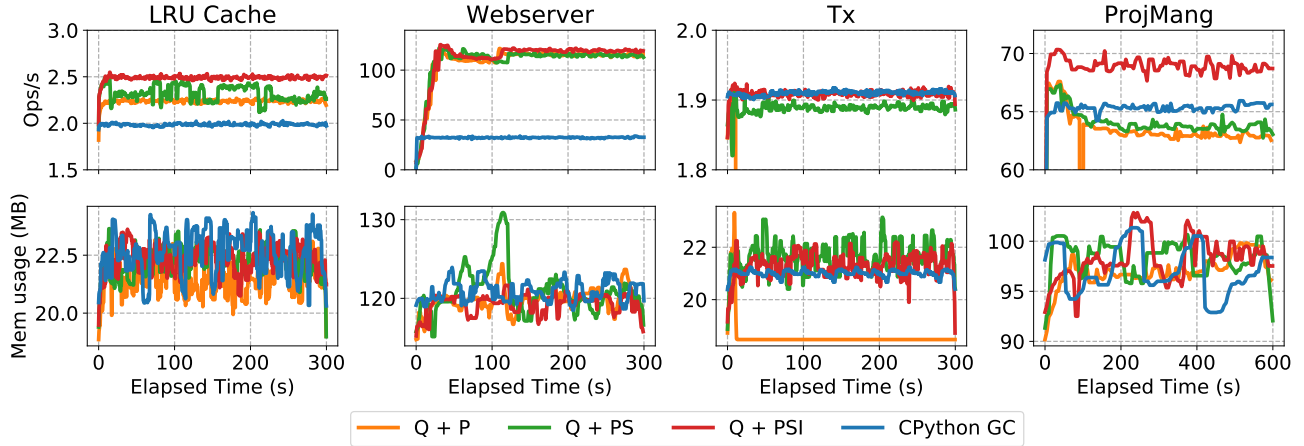 LRU Cache
Webserver
Tx
ProjMang
Ops/s
3.0
2.5
2.0
1.5
100
50
0
2.0
1.9
1.8
70
65
60
Mem usage (MB)
22.5
20.0
130
120
22
20
100
95
90
0 100 200 300
0 100 200 300
0 100 200 300
0 200 400 600
Elapsed Time (s)
Elapsed Time (s)
Elapsed Time (s)
Elapsed Time (s)
Q + P Q + PS Q + PSI CPython GC